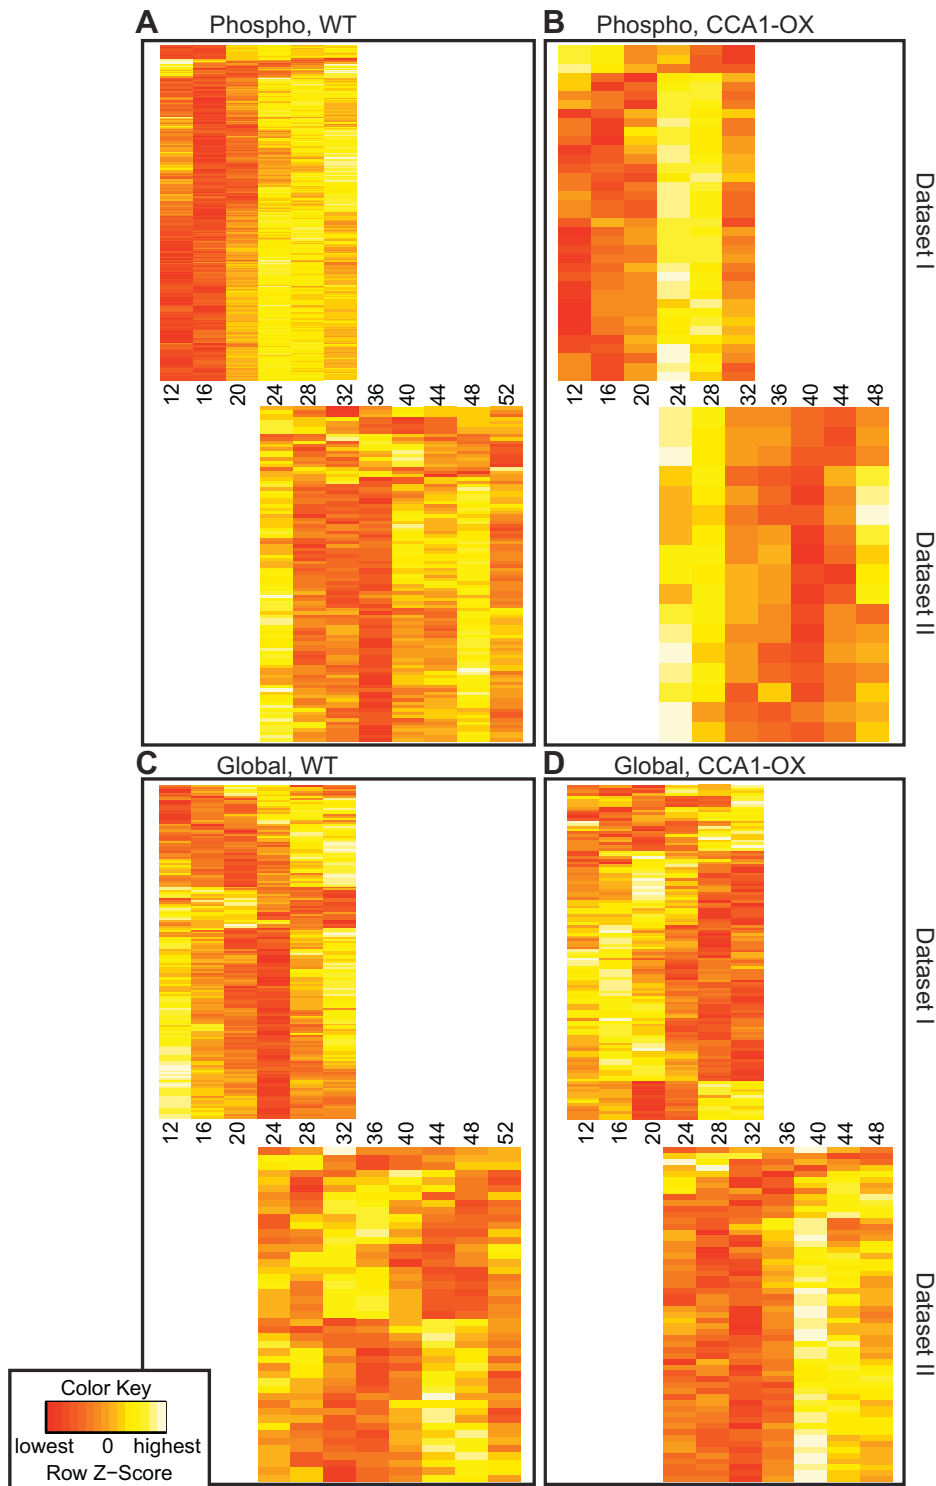 A Phospho, WT
B Phospho, CCA1-OX
Dataset I
12 16 20 24 28 32 36 40 44 48 52
12 16 20 24 28 32 36 40 44 48
Dataset II
C Global, WT
D Global, CCA1-OX
Dataset I
12 16 20 24 28 32 36 40 44 48 52
12 16 20 24 28 32 36 40 44 48
Dataset II
Color Key
lowest 0 highest
Row Z−Score